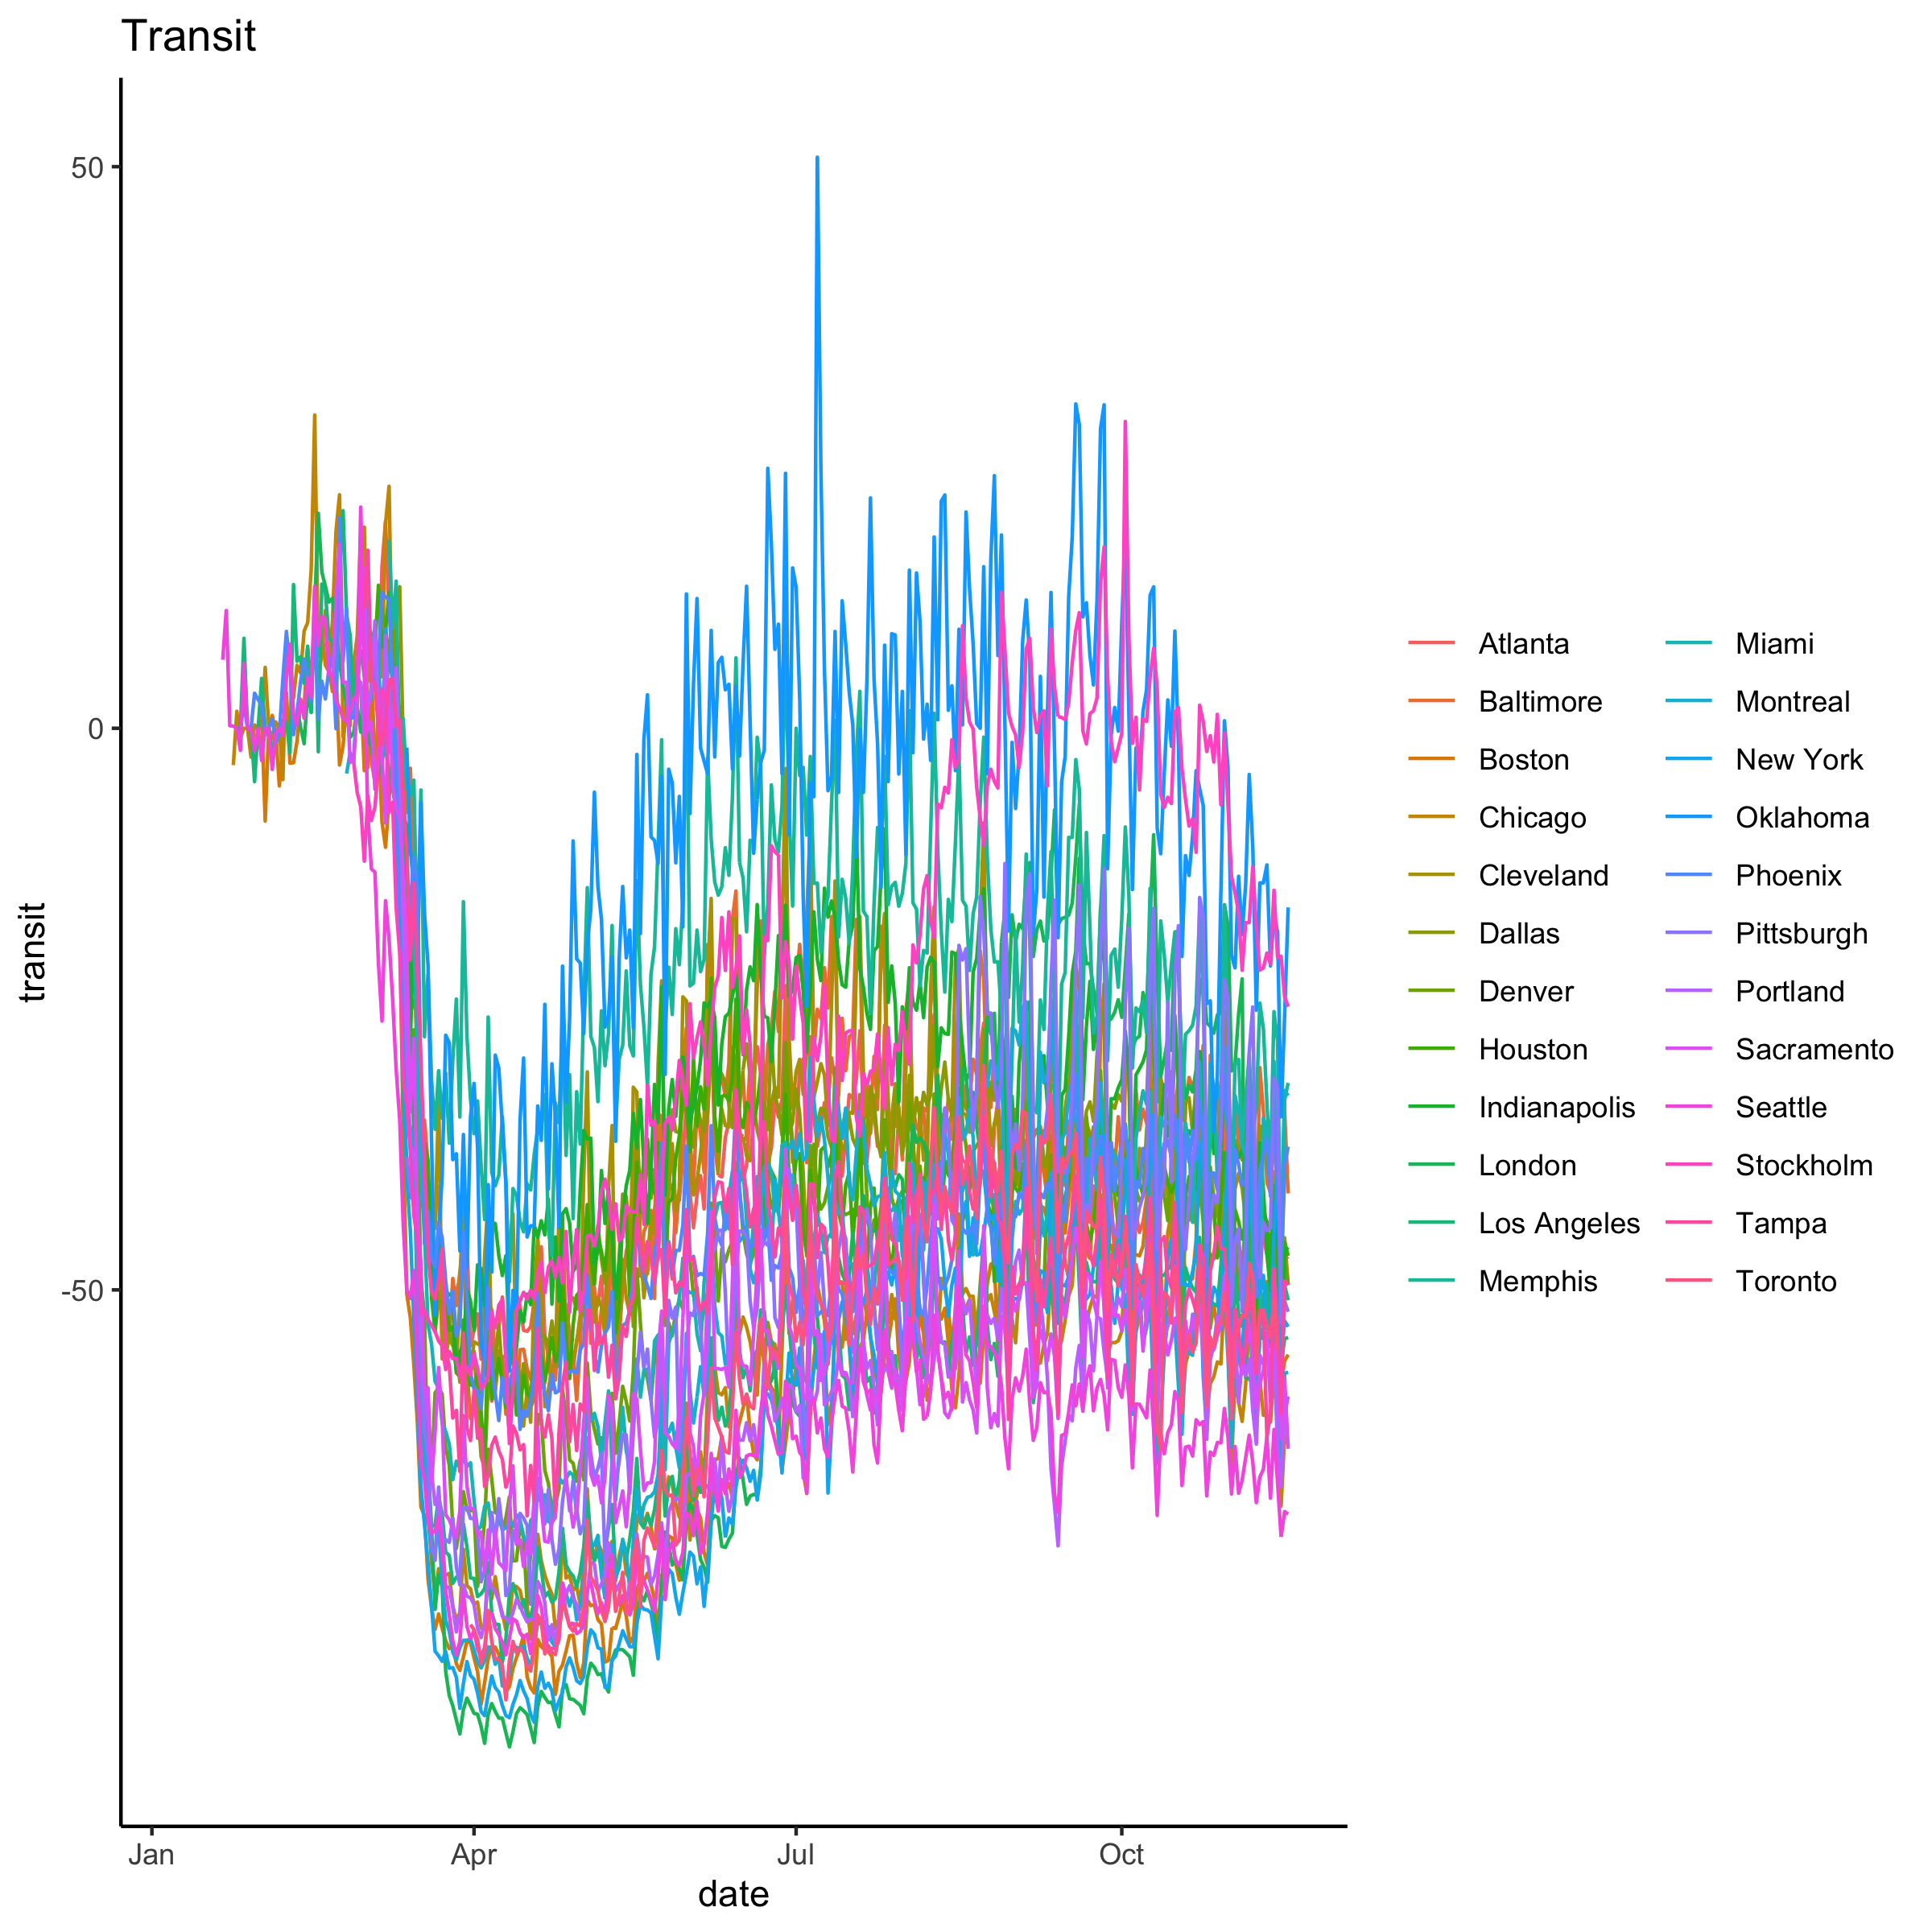 Transit
transit
50
0
-50
Jan
Apr
Jul
Oct
date
Atlanta
Baltimore
Boston
Chicago
Cleveland
Dallas
Denver
Houston
Indianapolis
London
Los Angeles
Memphis
Miami
Montreal
New York
Oklahoma
Phoenix
Pittsburgh
Portland
Sacramento
Seattle
Stockholm
Tampa
Toronto